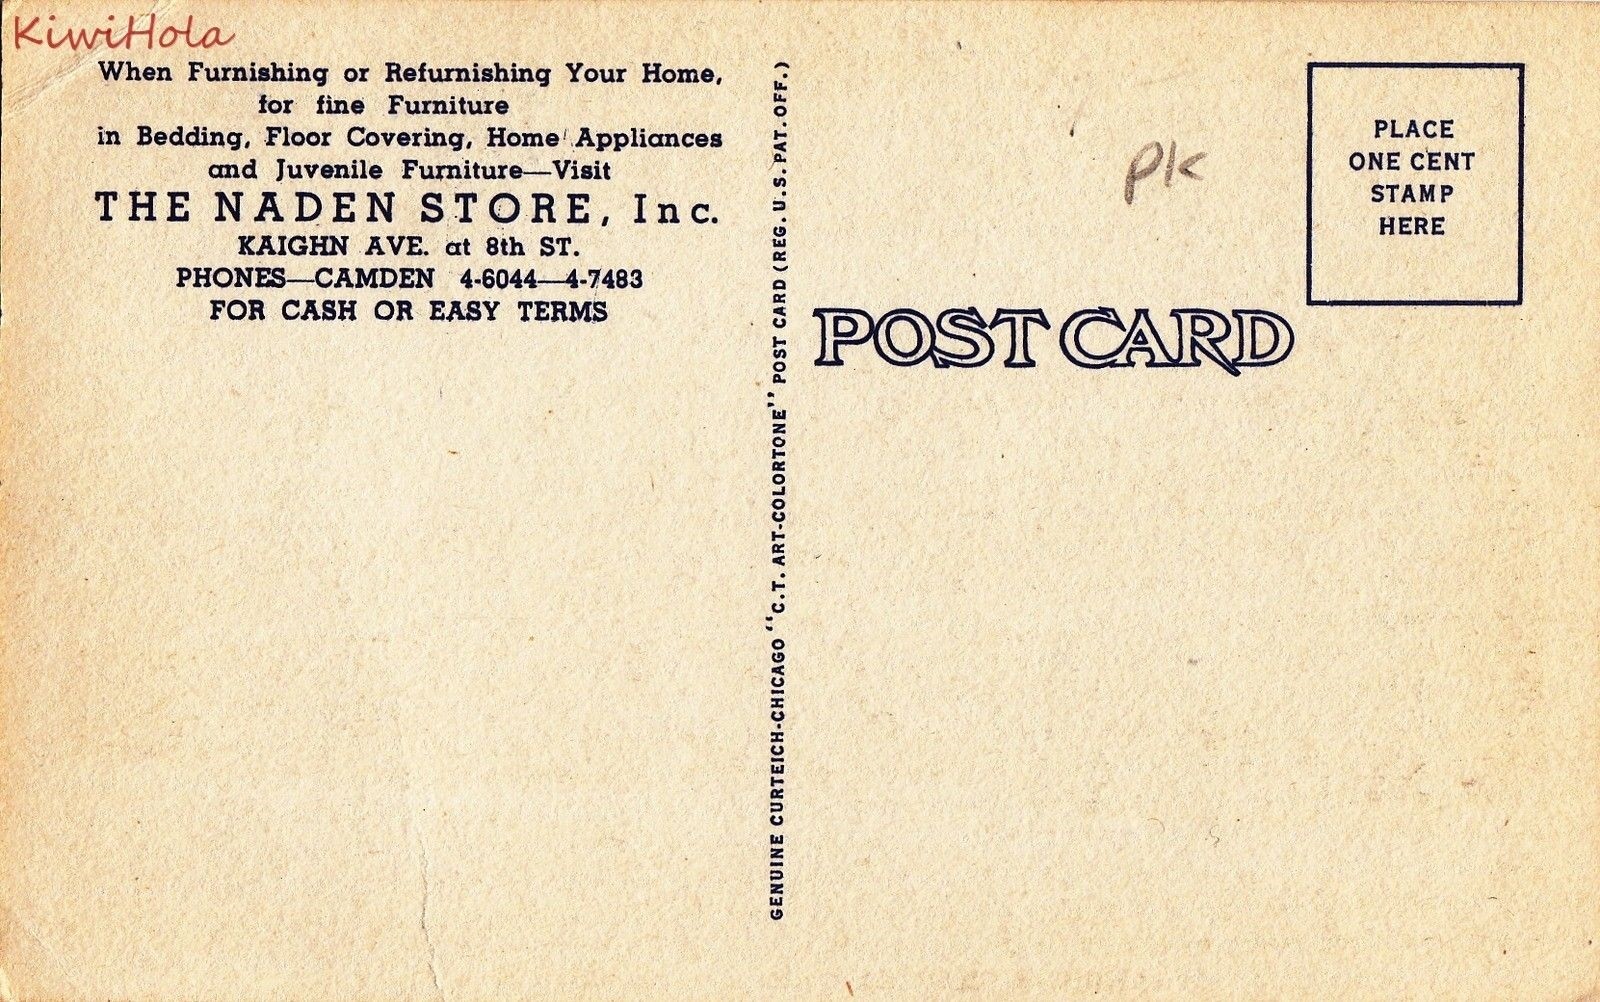 KiwiHola
When Furnishing or Refurnishing Your Home,
for fine Furniture
in Bedding, Floor Covering, Home Appliances
and Juvenile Furniture—Visit
THE NADEN STORE, Inc.
KAIGHN AVE. at 8th ST.
PHONES—CAMDEN 4-6044—4-7483
FOR CASH OR EASY TERMS
GENUINE CURTEICH-CHICAGO "C.T. ART-COLORTONE" POST CARD (REG. U.S. PAT. OFF.)
PK
POST CARD
PLACE
ONE CENT
STAMP
HERE